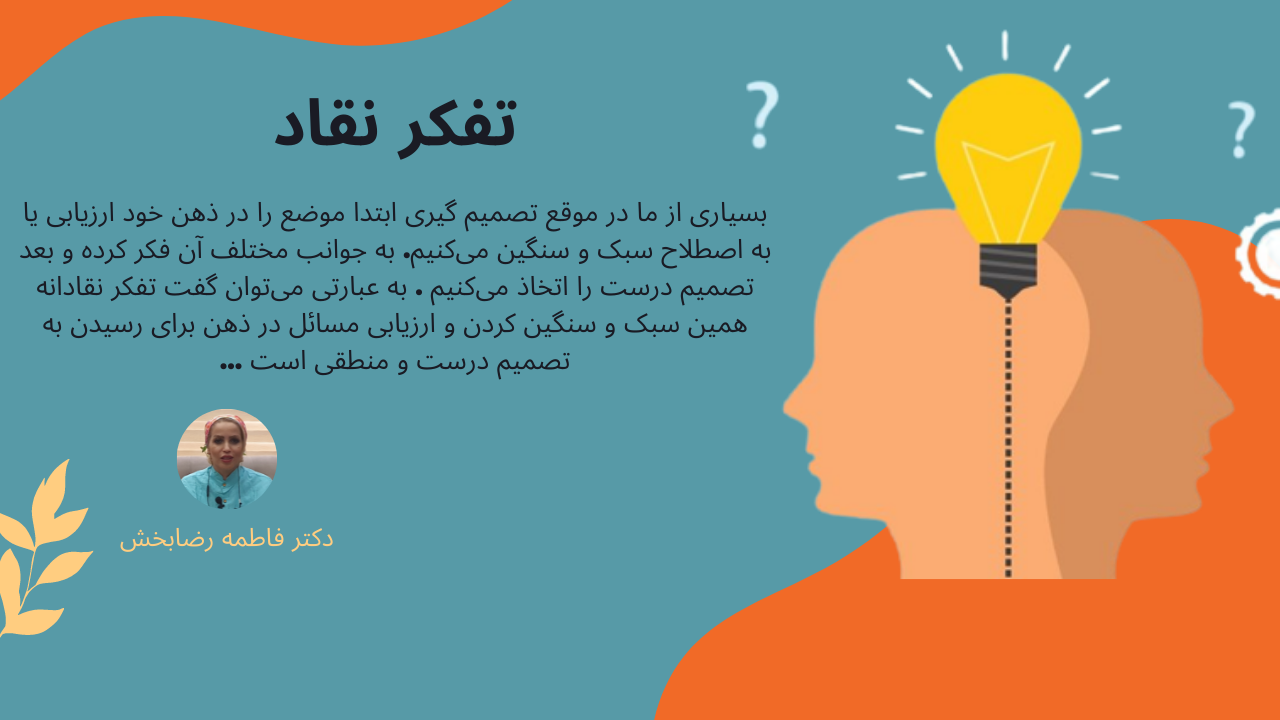 تفکر نقاد
بسیاری از ما در موقع تصمیم گیری ابتدا موضع را در ذهن خود ارزیابی یا
به اصطلاح سبک و سنگین می‌کنیم. به جوانب مختلف آن فکر کرده و بعد
تصمیم درست را اتخاذ می‌کنیم . به عبارتی می‌توان گفت تفکر نقادانه
همین سبک و سنگین کردن و ارزیابی مسائل در ذهن برای رسیدن به
تصمیم درست و منطقی است ...
دکتر فاطمه رضابخش